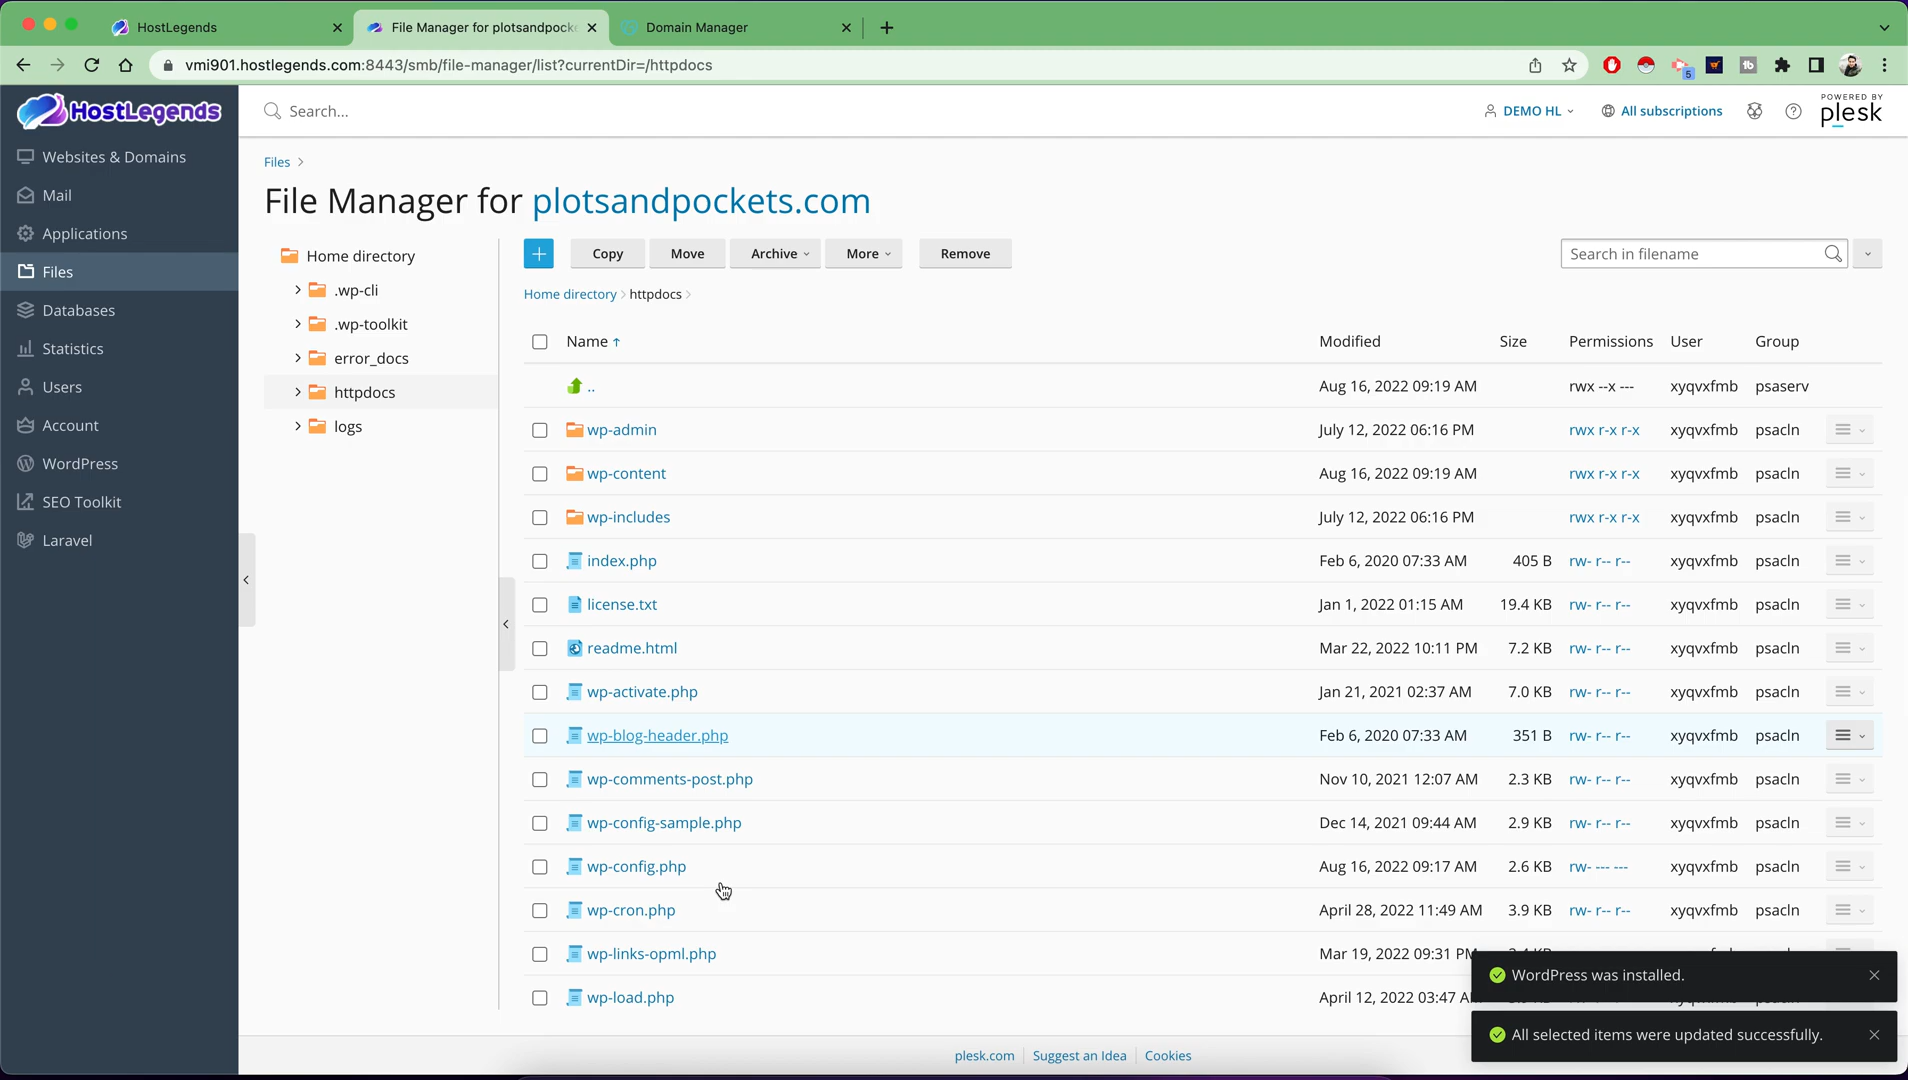 HostLegends
File Manager for plotsandpocke
Domain Manager
vmi901.hostlegends.com:8443/smb/file-manager/list?currentDir=/httpdocs
5
HostLegends
Search...
DEMO HL
All subscriptions
POWERED BY
plesk
Websites & Domains
Mail
Applications
Files
Databases
Statistics
Users
Account
WordPress
SEO Toolkit
Laravel
Files
File Manager for plotsandpockets.com
Home directory
.wp-cli
.wp-toolkit
error_docs
httpdocs
logs
+ Copy Move Archive More Remove
Search in filename
Home directory > httpdocs >
Name ↑ Modified Size Permissions User Group
.. Aug 16, 2022 09:19 AM rwx --x --- xyqvxfmb psaserv
wp-admin July 12, 2022 06:16 PM rwx r-x r-x xyqvxfmb psacln
wp-content Aug 16, 2022 09:19 AM rwx r-x r-x xyqvxfmb psacln
wp-includes July 12, 2022 06:16 PM rwx r-x r-x xyqvxfmb psacln
index.php Feb 6, 2020 07:33 AM 405 B rw- r-- r-- xyqvxfmb psacln
license.txt Jan 1, 2022 01:15 AM 19.4 KB rw- r-- r-- xyqvxfmb psacln
readme.html Mar 22, 2022 10:11 PM 7.2 KB rw- r-- r-- xyqvxfmb psacln
wp-activate.php Jan 21, 2021 02:37 AM 7.0 KB rw- r-- r-- xyqvxfmb psacln
wp-blog-header.php Feb 6, 2020 07:33 AM 351 B rw- r-- r-- xyqvxfmb psacln
wp-comments-post.php Nov 10, 2021 12:07 AM 2.3 KB rw- r-- r-- xyqvxfmb psacln
wp-config-sample.php Dec 14, 2021 09:44 AM 2.9 KB rw- r-- r-- xyqvxfmb psacln
wp-config.php Aug 16, 2022 09:17 AM 2.6 KB rw- --- --- xyqvxfmb psacln
wp-cron.php April 28, 2022 11:49 AM 3.9 KB rw- r-- r-- xyqvxfmb psacln
wp-links-opml.php Mar 19, 2022 09:31 PM
wp-load.php April 12, 2022 03:47 A
WordPress was installed.
All selected items were updated successfully.
plesk.com Suggest an Idea Cookies